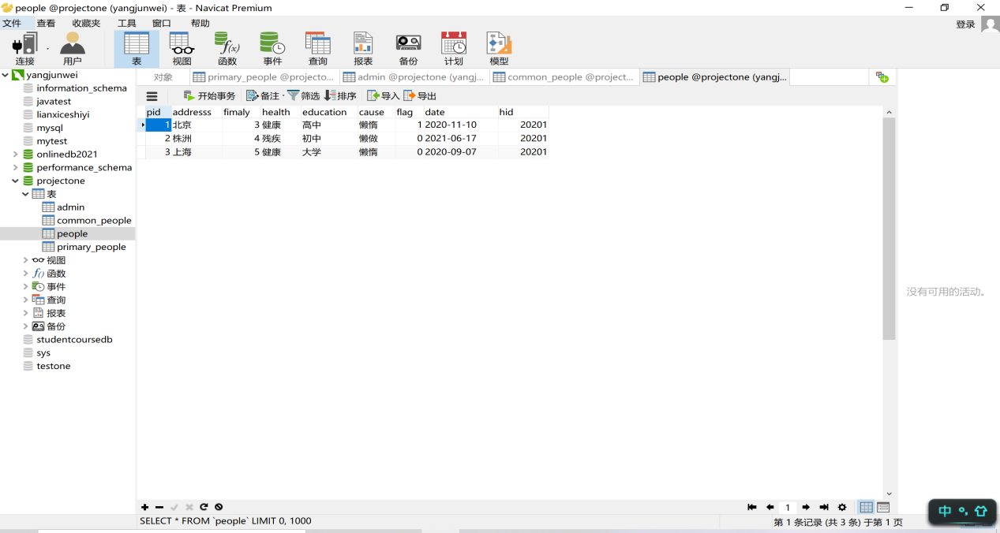 people @projectone (yangjunwei) - 表 - Navicat Premium
文件 查看 收藏夹 工具 窗口 帮助
登录
连接 用户 表 视图 函数 事件 查询 报表 备份 计划 模型
yangjunwei
information_schema
javatest
lianxiceshiyi
mysql
mytest
onlinedb2021
performance_schema
projectone
表
admin
common_people
people
primary_people
视图
函数
事件
查询
报表
备份
studentcoursedb
sys
testone
对象 primary_people @projecto... admin @projectone (yangj... common_people @project... people @projectone (yangj...
开始事务 备注 筛选 排序 导入 导出
pid addresss fimaly health education cause flag date hid
1 北京 3 健康 高中 懒惰 1 2020-11-10 20201
2 株洲 4 残疾 初中 懒做 0 2021-06-17 20201
3 上海 5 健康 大学 懒惰 0 2020-09-07 20201
没有可用的活动。
1
SELECT * FROM `people` LIMIT 0, 1000
第 1 条记录 (共 3 条) 于第 1 页
中